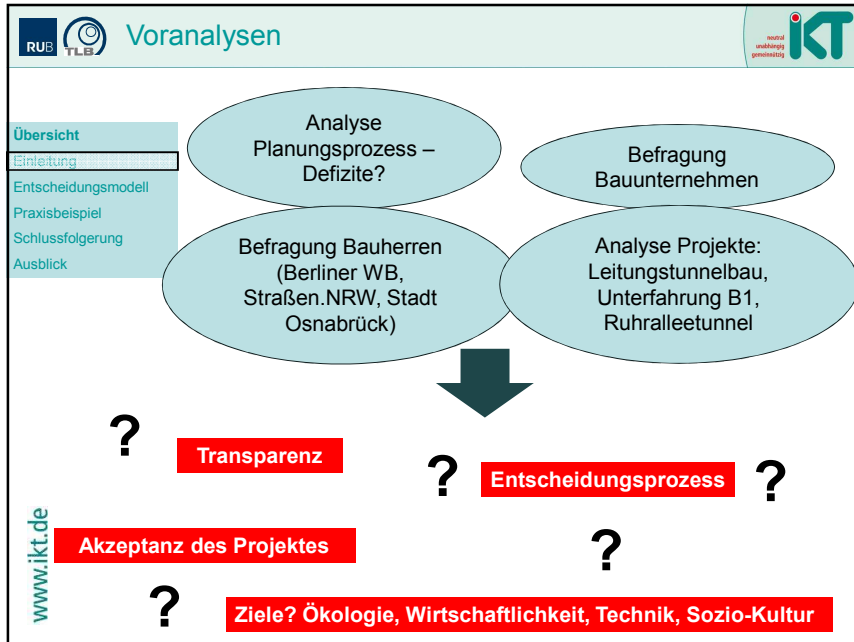 RUB
TLB
Voranalysen
neutral
unabhängig
gemeinnützig
iKT
Übersicht
Einleitung
Entscheidungsmodell
Praxisbeispiel
Schlussfolgerung
Ausblick
Analyse
Planungsprozess –
Defizite?
Befragung
Bauunternehmen
Befragung Bauherren
(Berliner WB,
Straßen.NRW, Stadt
Osnabrück)
Analyse Projekte:
Leitungstunnelbau,
Unterfahrung B1,
Ruhralleetunnel
?
Transparenz
?
Entscheidungsprozess
?
Akzeptanz des Projektes
?
?
Ziele? Ökologie, Wirtschaftlichkeit, Technik, Sozio-Kultur
www.ikt.de